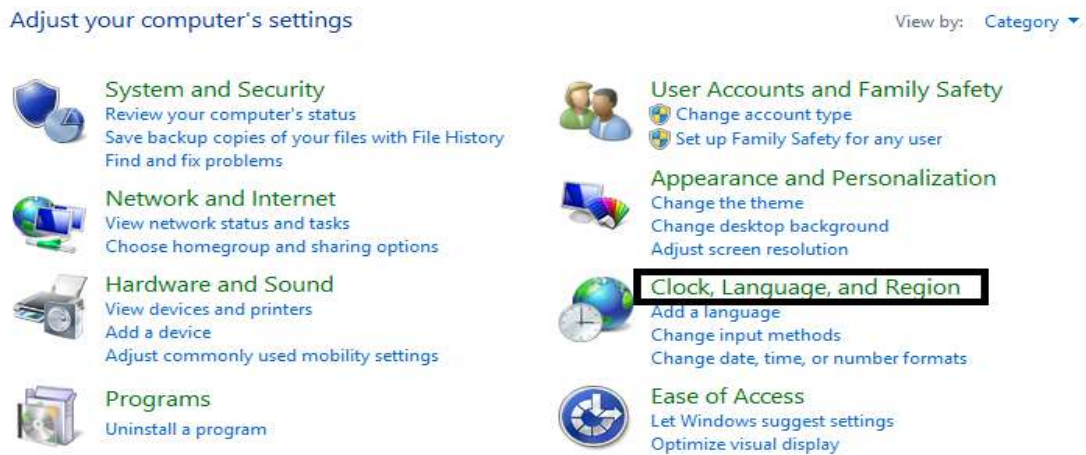 Adjust your computer's settings
View by: Category
System and Security
Review your computer's status
Save backup copies of your files with File History
Find and fix problems
Network and Internet
View network status and tasks
Choose homegroup and sharing options
Hardware and Sound
View devices and printers
Add a device
Adjust commonly used mobility settings
Programs
Uninstall a program
User Accounts and Family Safety
Change account type
Set up Family Safety for any user
Appearance and Personalization
Change the theme
Change desktop background
Adjust screen resolution
Clock, Language, and Region
Add a language
Change input methods
Change date, time, or number formats
Ease of Access
Let Windows suggest settings
Optimize visual display